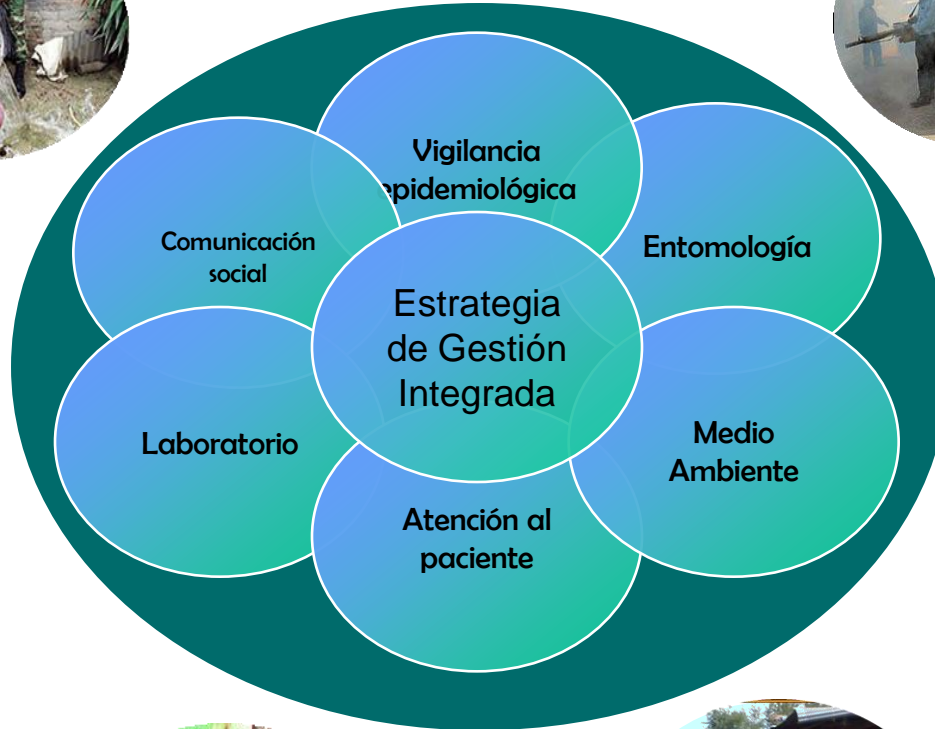 Vigilancia
epidemiológica
Comunicación
social
Entomología
Estrategia
de Gestión
Integrada
Laboratorio
Medio
Ambiente
Atención al
paciente